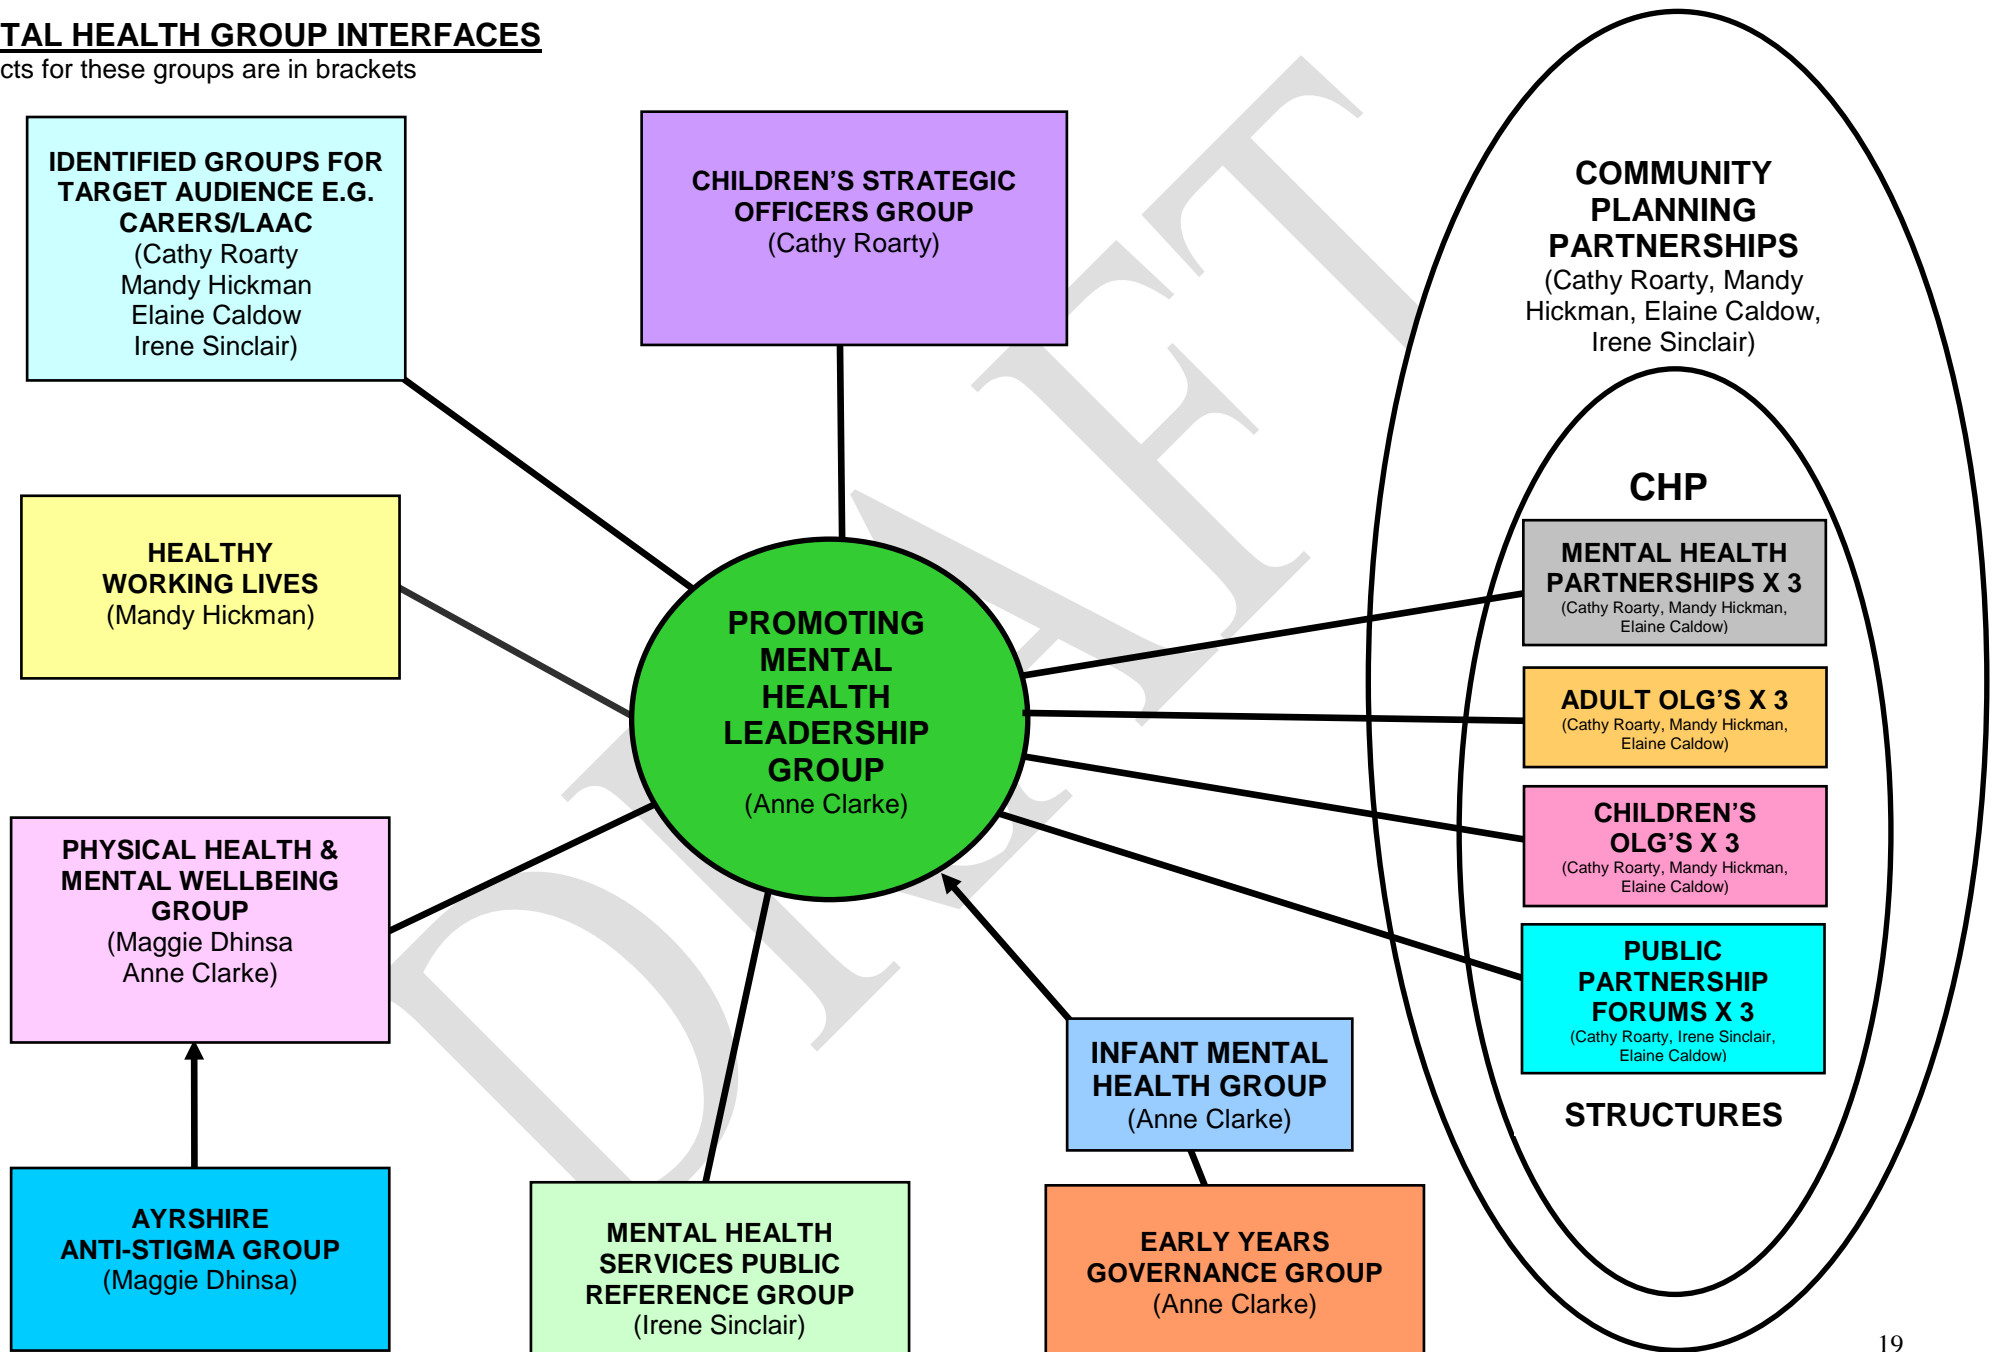 TAL HEALTH GROUP INTERFACES
cts for these groups are in brackets
IDENTIFIED GROUPS FOR
TARGET AUDIENCE E.G.
CARERS/LAAC
(Cathy Roarty
Mandy Hickman
Elaine Caldow
Irene Sinclair)
CHILDREN'S STRATEGIC
OFFICERS GROUP
(Cathy Roarty)
COMMUNITY
PLANNING
PARTNERSHIPS
(Cathy Roarty, Mandy
Hickman, Elaine Caldow,
Irene Sinclair)
HEALTHY
WORKING LIVES
(Mandy Hickman)
PROMOTING
MENTAL
HEALTH
LEADERSHIP
GROUP
(Anne Clarke)
CHP
MENTAL HEALTH
PARTNERSHIPS X 3
(Cathy Roarty, Mandy Hickman,
Elaine Caldow)
ADULT OLG'S X 3
(Cathy Roarty, Mandy Hickman,
Elaine Caldow)
CHILDREN'S
OLG'S X 3
(Cathy Roarty, Mandy Hickman,
Elaine Caldow)
PUBLIC
PARTNERSHIP
FORUMS X 3
(Cathy Roarty, Irene Sinclair,
Elaine Caldow)
STRUCTURES
PHYSICAL HEALTH &
MENTAL WELLBEING
GROUP
(Maggie Dhinsa
Anne Clarke)
INFANT MENTAL
HEALTH GROUP
(Anne Clarke)
AYRSHIRE
ANTI-STIGMA GROUP
(Maggie Dhinsa)
MENTAL HEALTH
SERVICES PUBLIC
REFERENCE GROUP
(Irene Sinclair)
EARLY YEARS
GOVERNANCE GROUP
(Anne Clarke)
DRAFT
19